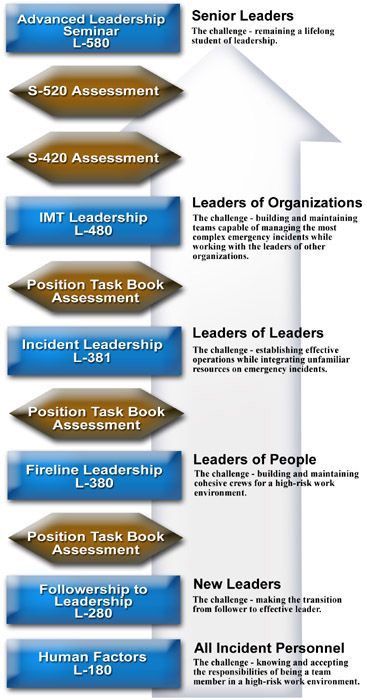 Advanced Leadership
Seminar
L-580
Senior Leaders
The challenge - remaining a lifelong
student of leadership.
S-520 Assessment
S-420 Assessment
IMT Leadership
L-480
Leaders of Organizations
The challenge - building and maintaining
teams capable of managing the most
complex emergency incidents while
working with the leaders of other
organizations.
Position Task Book
Assessment
Incident Leadership
L-381
Leaders of Leaders
The challenge - establishing effective
operations while integrating unfamiliar
resources on emergency incidents.
Position Task Book
Assessment
Fireline Leadership
L-380
Leaders of People
The challenge - building and maintaining
cohesive crews for a high-risk work
environment.
Position Task Book
Assessment
Followership to
Leadership
L-280
New Leaders
The challenge - making the transition
from follower to effective leader.
Human Factors
L-180
All Incident Personnel
The challenge - knowing and accepting
the responsibilities of being a team
member in a high-risk work environment.